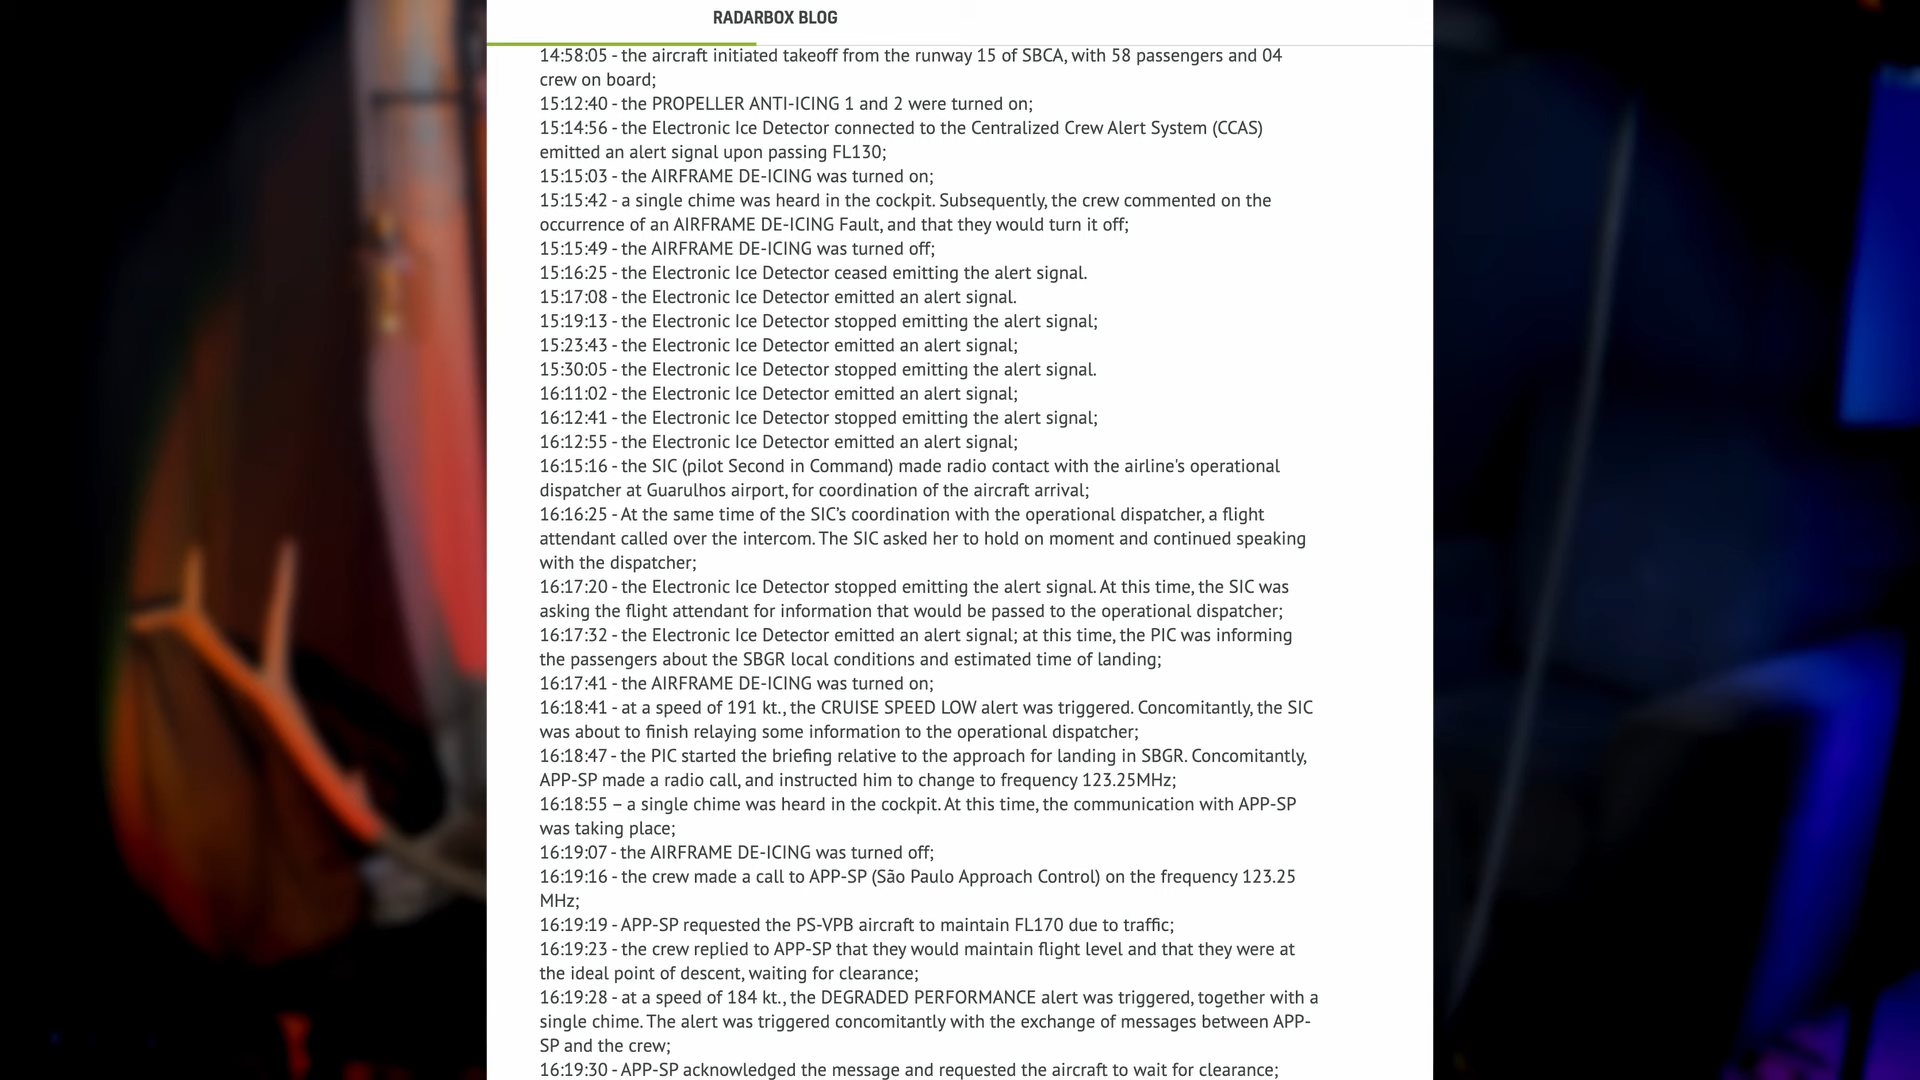 RADARBOX BLOG
14:58:05 - the aircraft initiated takeoff from the runway 15 of SBCA, with 58 passengers and 04
crew on board;
15:12:40 - the PROPELLER ANTI-ICING 1 and 2 were turned on;
15:14:56 - the Electronic Ice Detector connected to the Centralized Crew Alert System (CCAS)
emitted an alert signal upon passing FL130;
15:15:03 - the AIRFRAME DE-ICING was turned on;
15:15:42 - a single chime was heard in the cockpit. Subsequently, the crew commented on the
occurrence of an AIRFRAME DE-ICING Fault, and that they would turn it off;
15:15:49 - the AIRFRAME DE-ICING was turned off;
15:16:25 - the Electronic Ice Detector ceased emitting the alert signal.
15:17:08 - the Electronic Ice Detector emitted an alert signal.
15:19:13 - the Electronic Ice Detector stopped emitting the alert signal;
15:23:43 - the Electronic Ice Detector emitted an alert signal;
15:30:05 - the Electronic Ice Detector stopped emitting the alert signal.
16:11:02 - the Electronic Ice Detector emitted an alert signal;
16:12:41 - the Electronic Ice Detector stopped emitting the alert signal;
16:12:55 - the Electronic Ice Detector emitted an alert signal;
16:15:16 - the SIC (pilot Second in Command) made radio contact with the airline's operational
dispatcher at Guarulhos airport, for coordination of the aircraft arrival;
16:16:25 - At the same time of the SIC’s coordination with the operational dispatcher, a flight
attendant called over the intercom. The SIC asked her to hold on moment and continued speaking
with the dispatcher;
16:17:20 - the Electronic Ice Detector stopped emitting the alert signal. At this time, the SIC was
asking the flight attendant for information that would be passed to the operational dispatcher;
16:17:32 - the Electronic Ice Detector emitted an alert signal; at this time, the PIC was informing
the passengers about the SBGR local conditions and estimated time of landing;
16:17:41 - the AIRFRAME DE-ICING was turned on;
16:18:41 - at a speed of 191 kt., the CRUISE SPEED LOW alert was triggered. Concomitantly, the SIC
was about to finish relaying some information to the operational dispatcher;
16:18:47 - the PIC started the briefing relative to the approach for landing in SBGR. Concomitantly,
APP-SP made a radio call, and instructed him to change to frequency 123.25MHz;
16:18:55 – a single chime was heard in the cockpit. At this time, the communication with APP-SP
was taking place;
16:19:07 - the AIRFRAME DE-ICING was turned off;
16:19:16 - the crew made a call to APP-SP (São Paulo Approach Control) on the frequency 123.25
MHz;
16:19:19 - APP-SP requested the PS-VPB aircraft to maintain FL170 due to traffic;
16:19:23 - the crew replied to APP-SP that they would maintain flight level and that they were at
the ideal point of descent, waiting for clearance;
16:19:28 - at a speed of 184 kt., the DEGRADED PERFORMANCE alert was triggered, together with a
single chime. The alert was triggered concomitantly with the exchange of messages between APP-
SP and the crew;
16:19:30 - APP-SP acknowledged the message and requested the aircraft to wait for clearance;